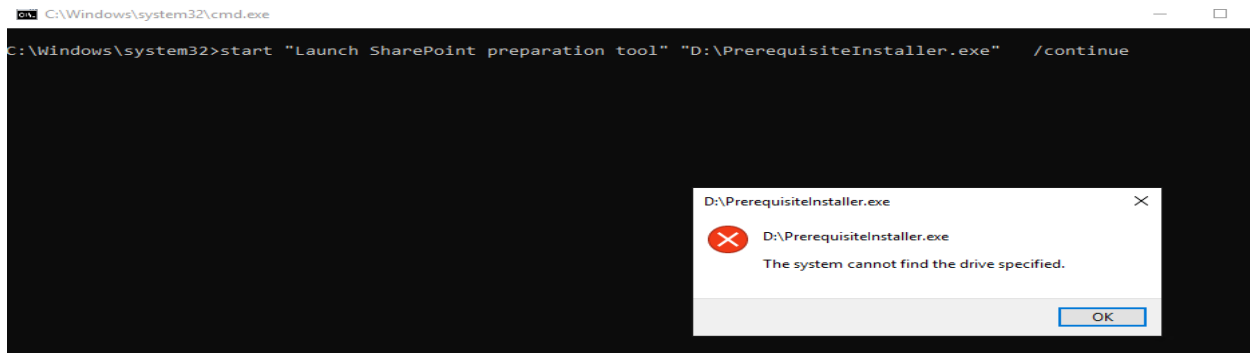 C:\Windows\system32\cmd.exe
C:\Windows\system32>start "Launch SharePoint preparation tool" "D:\PrerequisiteInstaller.exe"   /continue
D:\PrerequisiteInstaller.exe
D:\PrerequisiteInstaller.exe
The system cannot find the drive specified.
OK